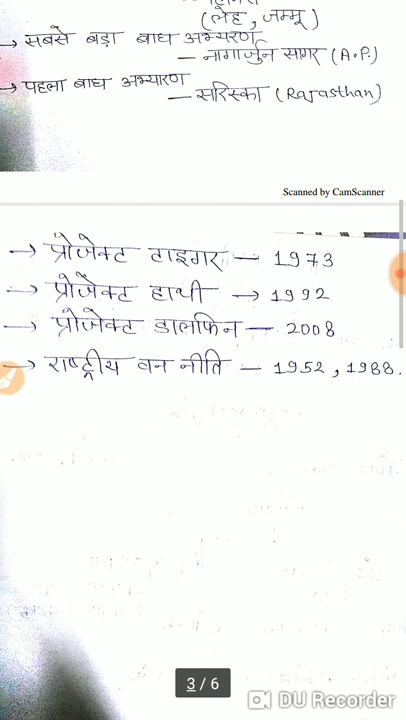 (लेह, जम्मू)
→ सबसे बड़ा बाघ अभ्यरण
— नागार्जुन सागर (A.P.)
→ पहला बाघ अभ्यारण
— सरिस्का (Rajasthan)
Scanned by CamScanner
→ प्रोजेक्ट टाइगर — 1973
→ प्रोजेक्ट हाथी → 1992
→ प्रोजेक्ट डालफिन — 2008
→ राष्ट्रीय वन नीति — 1952, 1988.
3 / 6
DU Recorder